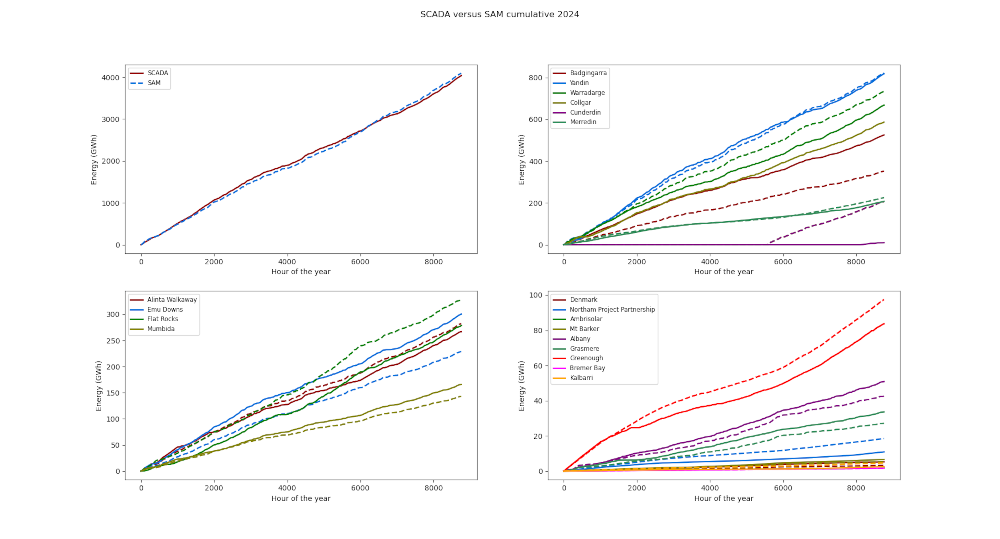 SCADA versus SAM cumulative 2024
SCADA
SAM
4000
3000
2000
1000
0
Energy (GWh)
0 2000 4000 6000 8000
Hour of the year
Badgingarra
Yandin
Warradarge
Collgar
Cunderdin
Merredin
800
600
400
200
0
Energy (GWh)
0 2000 4000 6000 8000
Hour of the year
Alinta Walkaway
Emu Downs
Flat Rocks
Mumbida
300
250
200
150
100
50
0
Energy (GWh)
0 2000 4000 6000 8000
Hour of the year
Denmark
Northam Project Partnership
Ambrisolar
Mt Barker
Albany
Grasmere
Greenough
Bremer Bay
Kalbarri
100
80
60
40
20
0
Energy (GWh)
0 2000 4000 6000 8000
Hour of the year